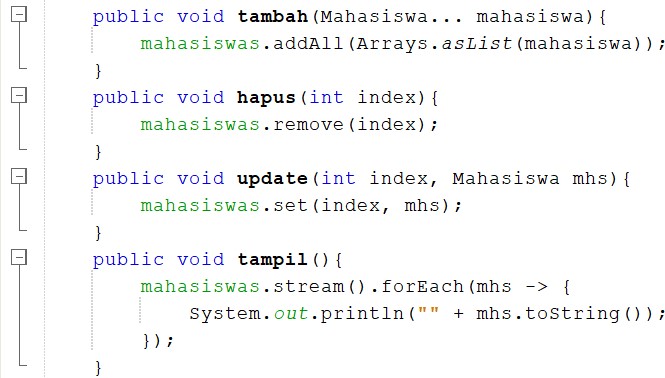 public void tambah(Mahasiswa... mahasiswa){
mahasiswas.addAll(Arrays.asList(mahasiswa));
}
public void hapus(int index){
mahasiswas.remove(index);
}
public void update(int index, Mahasiswa mhs){
mahasiswas.set(index, mhs);
}
public void tampil(){
mahasiswas.stream().forEach(mhs -> {
System.out.println("" + mhs.toString());
});
}